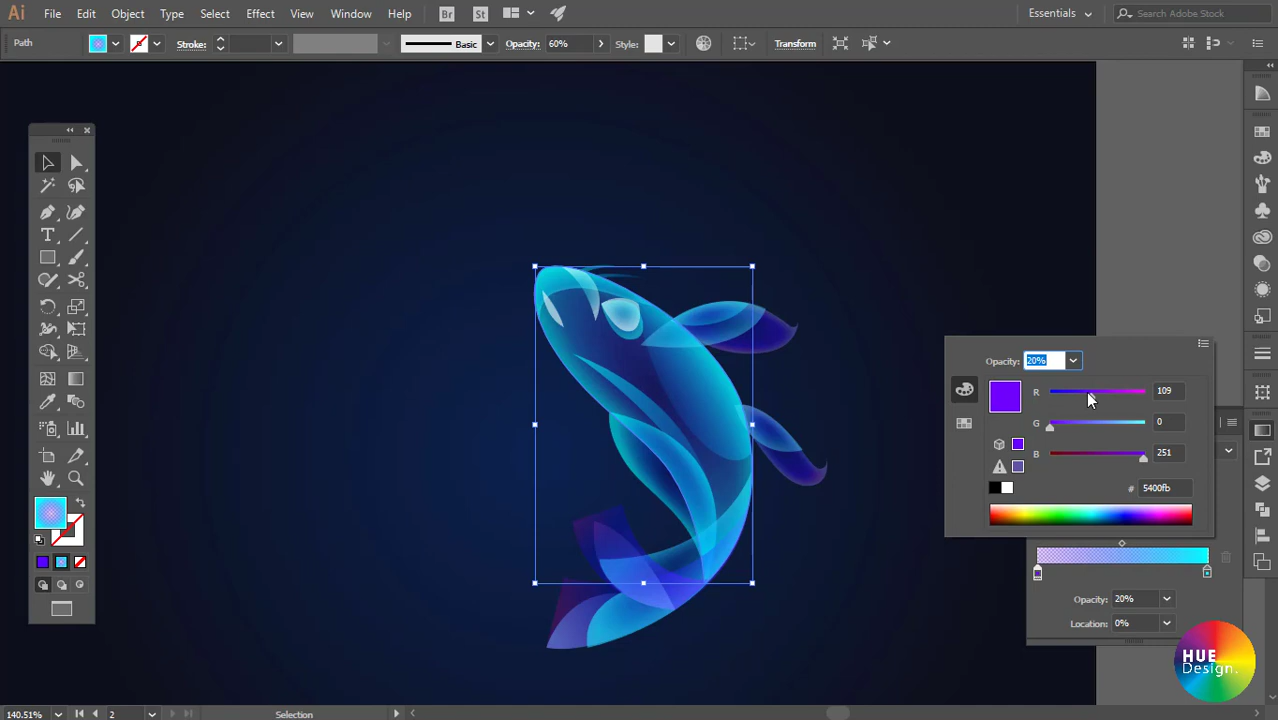 Ai File Edit Object Type Select Effect View Window Help Br St Essentials Search Adobe Stock
Path Stroke: Basic Opacity: 60% Style: Transform
Opacity: 20%
R 109
G 0
B 251
# 5400fb
Opacity: 20%
Location: 0%
HUE
Design.
140.51% 2 Selection